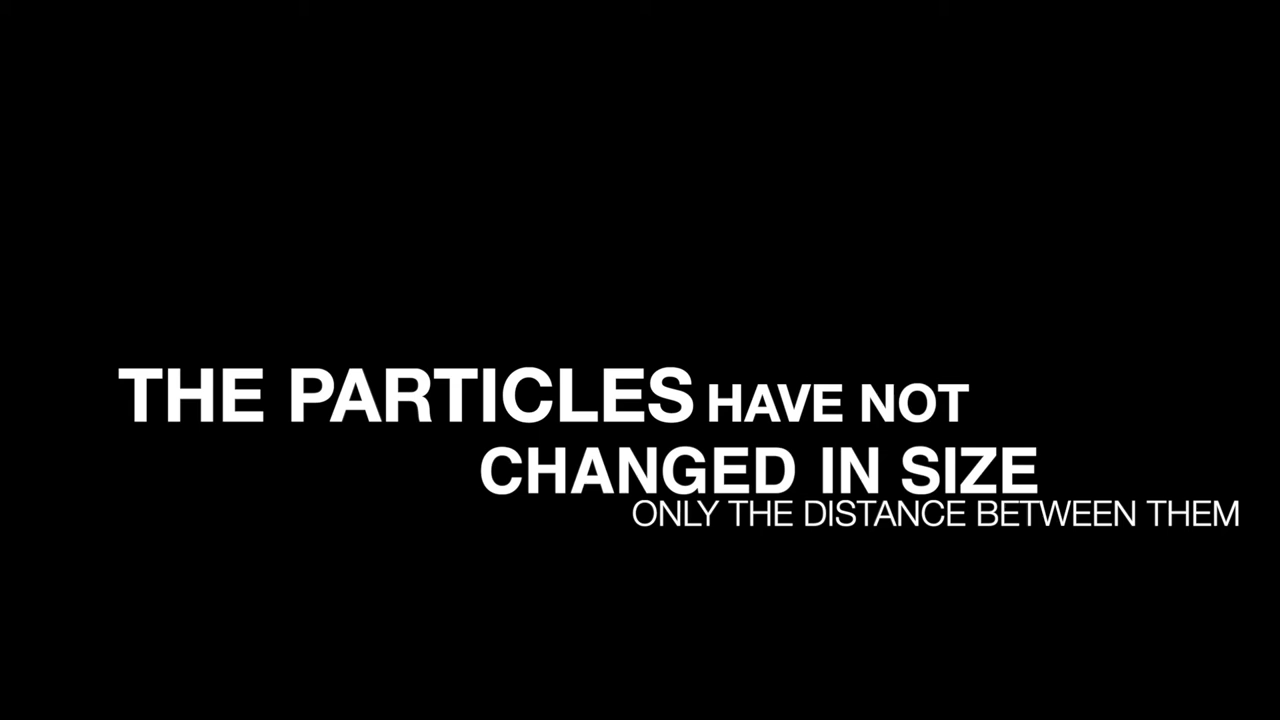 THE PARTICLES HAVE NOT
CHANGED IN SIZE
ONLY THE DISTANCE BETWEEN THEM